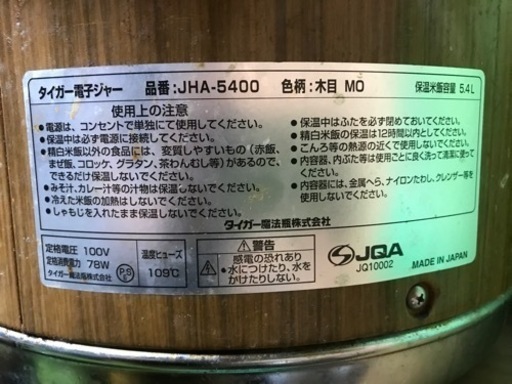 タイガー電子ジャー 品番:JHA-5400 色柄:木目 MO 保温米飯容量 5.4L
使用上の注意
●電源は、コンセントで単独にて使用してください。
●保温中は必ず電源に接続してください。
●精白米飯以外の食品には、変質しやすいもの(赤飯、
まぜ飯、コロッケ、グラタン、茶わんむし等)があるので、
できるだけ保温しないでください。
●みそ汁、カレー汁等の汁物は保温しないでください。
●冷えた米飯の加熱はしないでください。
●しゃもじを入れたまま保温しないでください。
●保温中はふたを必ず閉めておいてください。
●精白米飯の保温は12時間以内としてください。
●こんろ等の熱源の近くで使用しないでください。
●内容器、内ぶた等は使用ごとに良く洗って清潔に使っ
てください。
●内容器には、金属へら、ナイロンたわし、クレンザー等を
使用しないでください。
タイガー魔法瓶株式会社
定格電圧 100V
定格消費電力 78W
タイガー魔法瓶株式会社
PSE
温度ヒューズ
109℃
⚠警告
感電の恐れあり
●水につけたり、水を
かけたりしない。
JQA
JQ10002
MADE IN JAPAN